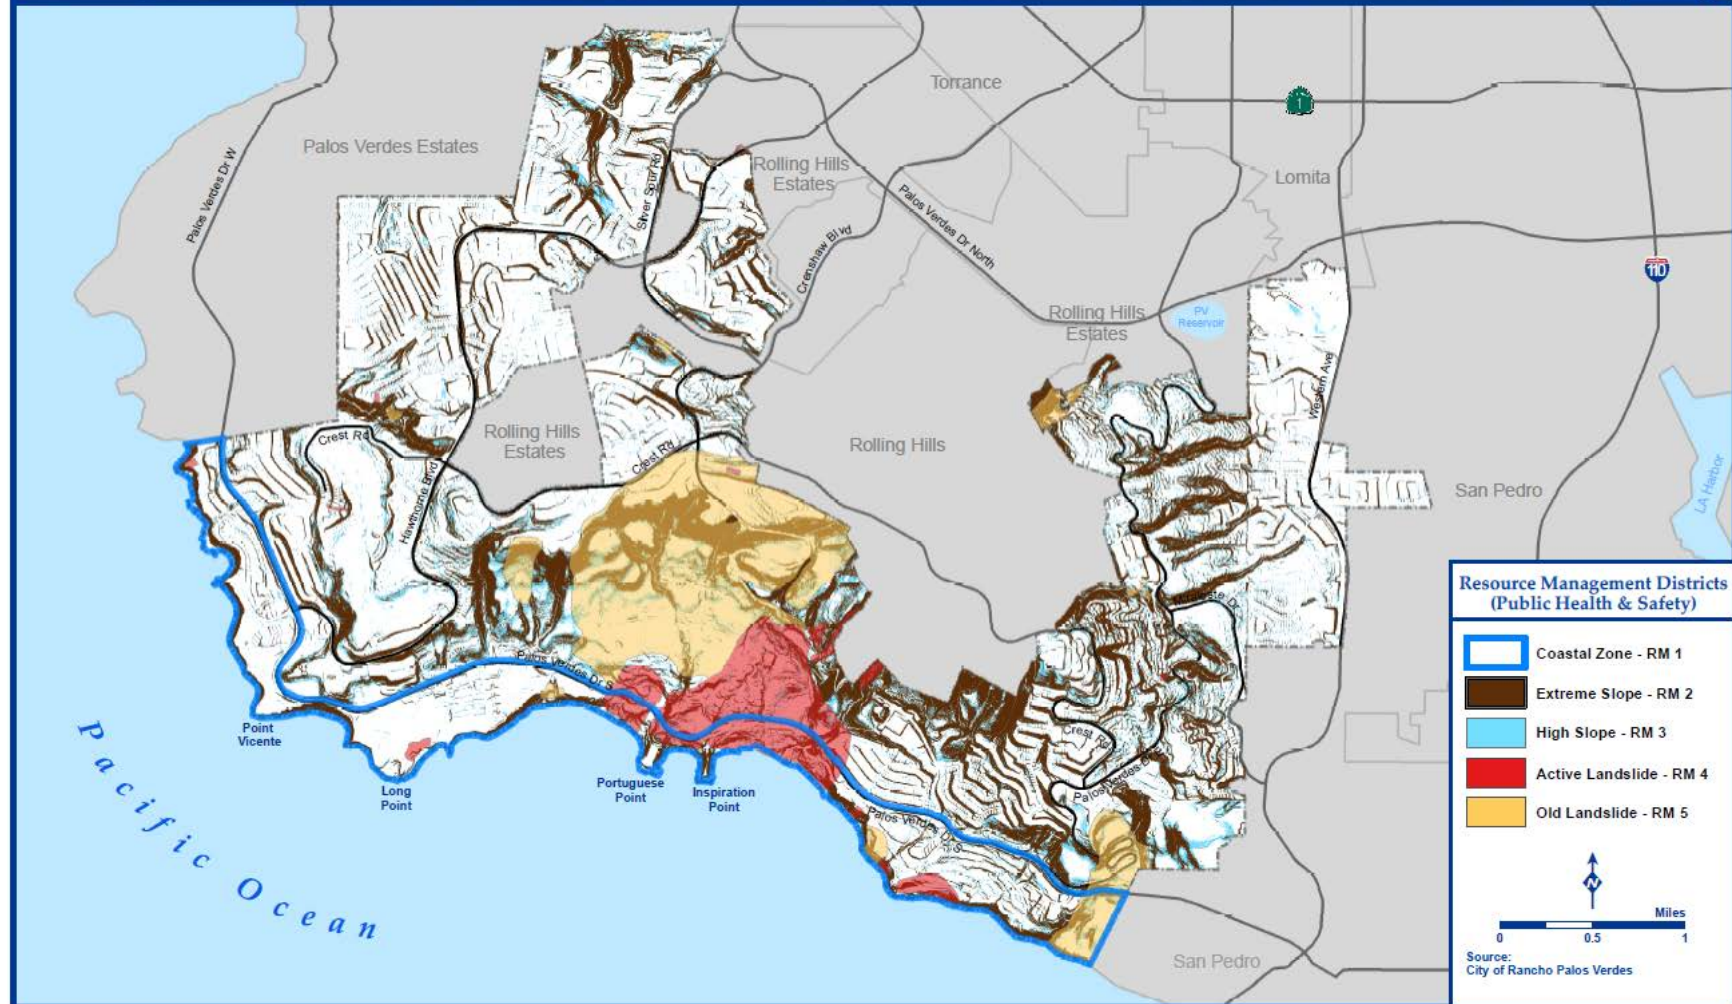 Torrance
1
Palos Verdes Estates
Palos Verdes Dr W
Silver Spur Rd
Rolling Hills
Estates
Lomita
Palos Verdes Dr North
Crenshaw Blvd
110
Rolling Hills
Estates
PV
Reservoir
Western Ave
Crest Rd
Rolling Hills
Estates
Crest Rd
Rolling Hills
San Pedro
LA Harbor
Hawthorne Blvd
Palos Verdes Dr S
Point
Vicente
Long
Point
Portuguese
Point
Inspiration
Point
Crest Rd
Palos Verdes Dr
Palos Verdes Dr S
Pacific Ocean
San Pedro
Resource Management Districts
(Public Health & Safety)
Coastal Zone - RM 1
Extreme Slope - RM 2
High Slope - RM 3
Active Landslide - RM 4
Old Landslide - RM 5
N
Miles
0 0.5 1
Source:
City of Rancho Palos Verdes